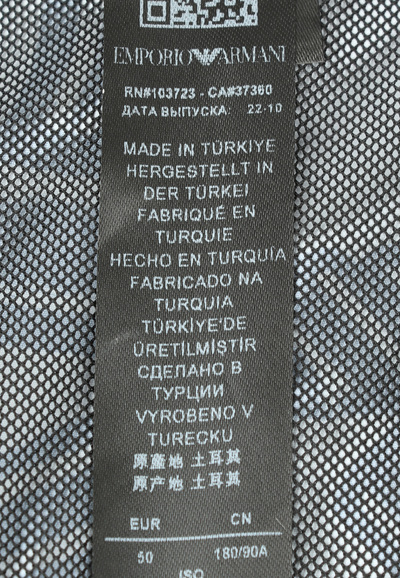 EMPORIO ARMANI
RN#103723 - CA#37360
ДАТА ВЫПУСКА: 22-10
MADE IN TÜRKIYE
HERGESTELLT IN
DER TÜRKEI
FABRIQUÉ EN
TURQUIE
HECHO EN TURQUÍA
FABRICADO NA
TURQUIA
TÜRKİYE'DE
ÜRETİLMİŞTİR
СДЕЛАНО В
ТУРЦИИ
VYROBENO V
TURECKU
原產地 土耳其
原产地 土耳其
EUR CN
50 180/90A
ISO